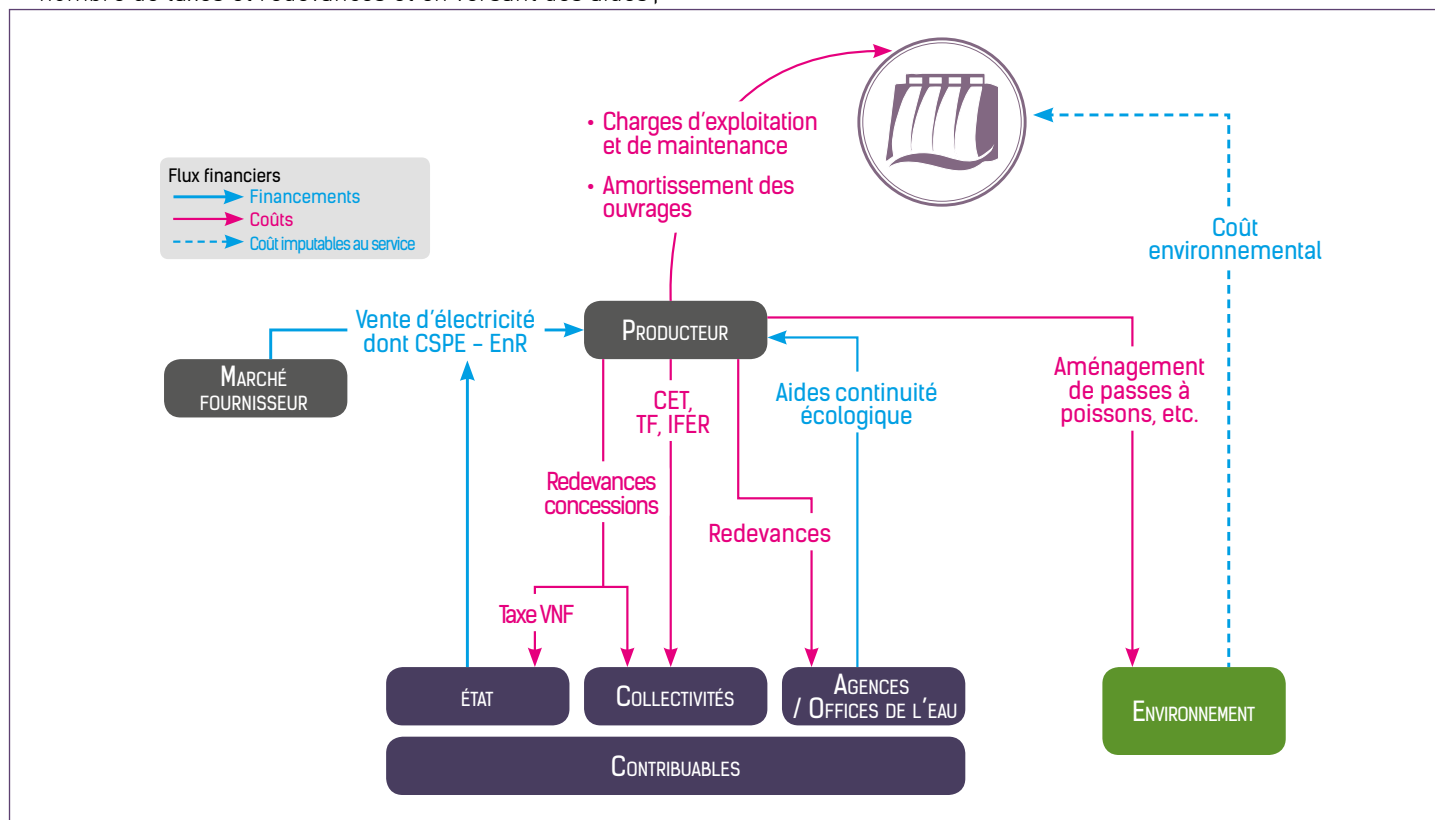 • Charges d'exploitation
et de maintenance
• Amortissement des
ouvrages
Flux financiers
Financements
Coûts
Coût imputables au service
Coût
environnemental
Vente d'électricité
dont CSPE – EnR
PRODUCTEUR
MARCHÉ
FOURNISSEUR
CET,
TF, IFER
Aides continuité
écologique
Aménagement
de passes à
poissons, etc.
Redevances
concessions
Redevances
Taxe VNF
ÉTAT
COLLECTIVITÉS
AGENCES
/ OFFICES DE L'EAU
ENVIRONNEMENT
CONTRIBUABLES